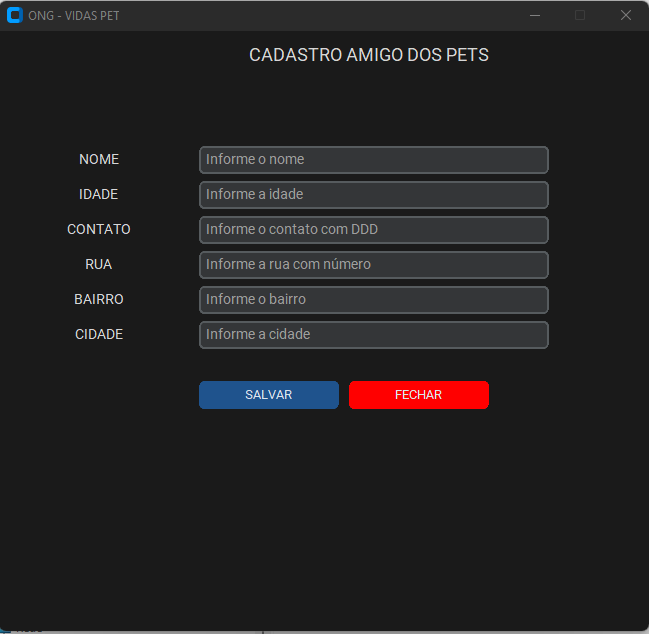 ONG - VIDAS PET
CADASTRO AMIGO DOS PETS
NOME Informe o nome
IDADE Informe a idade
CONTATO Informe o contato com DDD
RUA Informe a rua com número
BAIRRO Informe o bairro
CIDADE Informe a cidade
SALVAR FECHAR